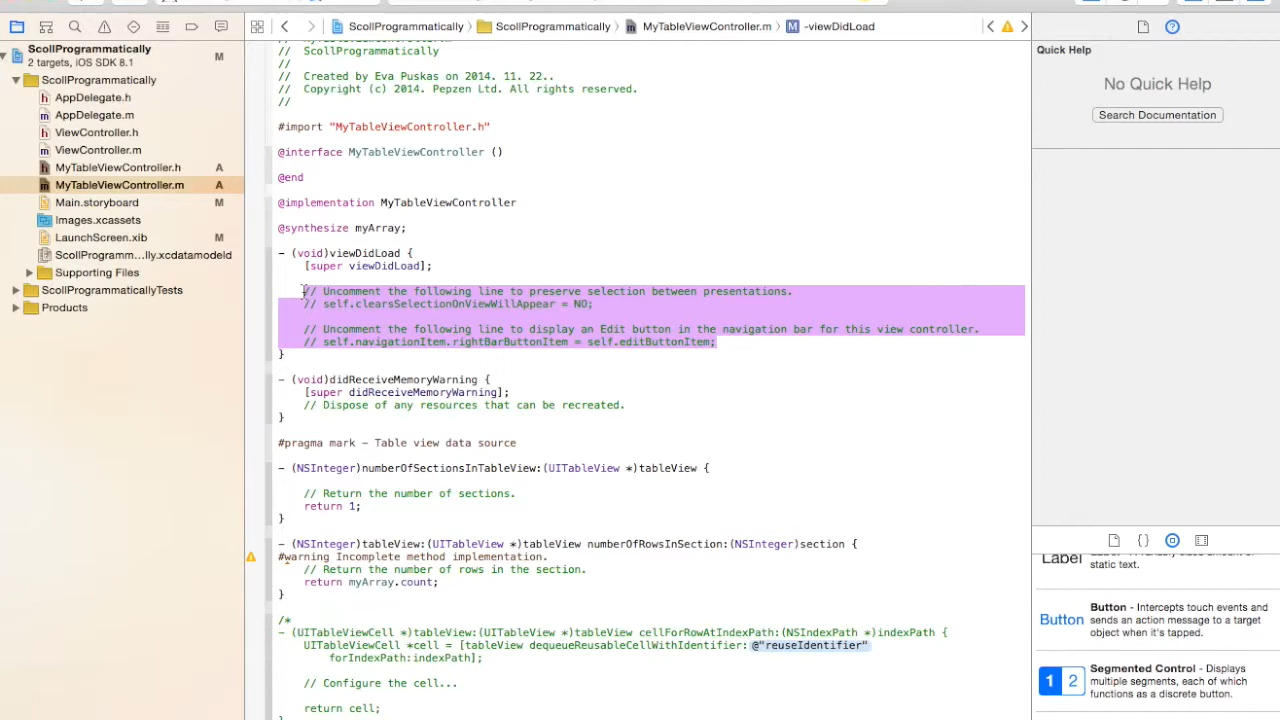 ScollProgrammatically
ScollProgrammatically
MyTableViewController.m
M
-viewDidLoad
ScollProgrammatically
M
2 targets, iOS SDK 8.1
ScollProgrammatically
h
AppDelegate.h
m
AppDelegate.m
h
ViewController.h
m
ViewController.m
h
MyTableViewController.h
A
m
MyTableViewController.m
A
Main.storyboard
M
Images.xcassets
LaunchScreen.xib
M
ScollProgramm...lly.xcdatamodeld
Supporting Files
ScollProgrammaticallyTests
Products
//  ScollProgrammatically
//
//  Created by Eva Puskas on 2014. 11. 22..
//  Copyright (c) 2014. Pepzen Ltd. All rights reserved.
//
#import "MyTableViewController.h"
@interface MyTableViewController ()
@end
@implementation MyTableViewController
@synthesize myArray;
- (void)viewDidLoad {
[super viewDidLoad];
// Uncomment the following line to preserve selection between presentations.
// self.clearsSelectionOnViewWillAppear = NO;
// Uncomment the following line to display an Edit button in the navigation bar for this view controller.
// self.navigationItem.rightBarButtonItem = self.editButtonItem;
}
- (void)didReceiveMemoryWarning {
[super didReceiveMemoryWarning];
// Dispose of any resources that can be recreated.
}
#pragma mark - Table view data source
- (NSInteger)numberOfSectionsInTableView:(UITableView *)tableView {
// Return the number of sections.
return 1;
}
- (NSInteger)tableView:(UITableView *)tableView numberOfRowsInSection:(NSInteger)section {
#warning Incomplete method implementation.
// Return the number of rows in the section.
return myArray.count;
}
/*
- (UITableViewCell *)tableView:(UITableView *)tableView cellForRowAtIndexPath:(NSIndexPath *)indexPath {
UITableViewCell *cell = [tableView dequeueReusableCellWithIdentifier:@"reuseIdentifier"
forIndexPath:indexPath];
// Configure the cell...
return cell;
Quick Help
No Quick Help
Search Documentation
{ }
Label
static text.
Button
Button - Intercepts touch events and
sends an action message to a target
object when it's tapped.
1 2
Segmented Control - Displays
multiple segments, each of which
functions as a discrete button.